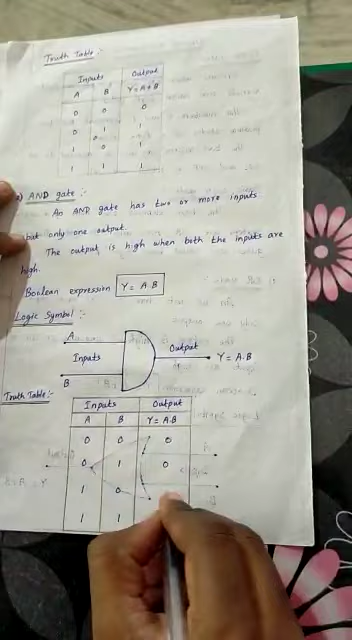 Truth Table :-
Inputs Output
A B Y = A + B
0 0 0
0 1 1
1 0 1
1 1 1
AND gate :-
An AND gate has two or more inputs
but only one output.
The output is high when both the inputs are
high.
Boolean expression Y = A.B
Logic Symbol :-
A
Inputs Output Y = A.B
B
Truth Table :-
Inputs Output
A B Y = A.B
0 0 0
0 1 0
1 0
1 1